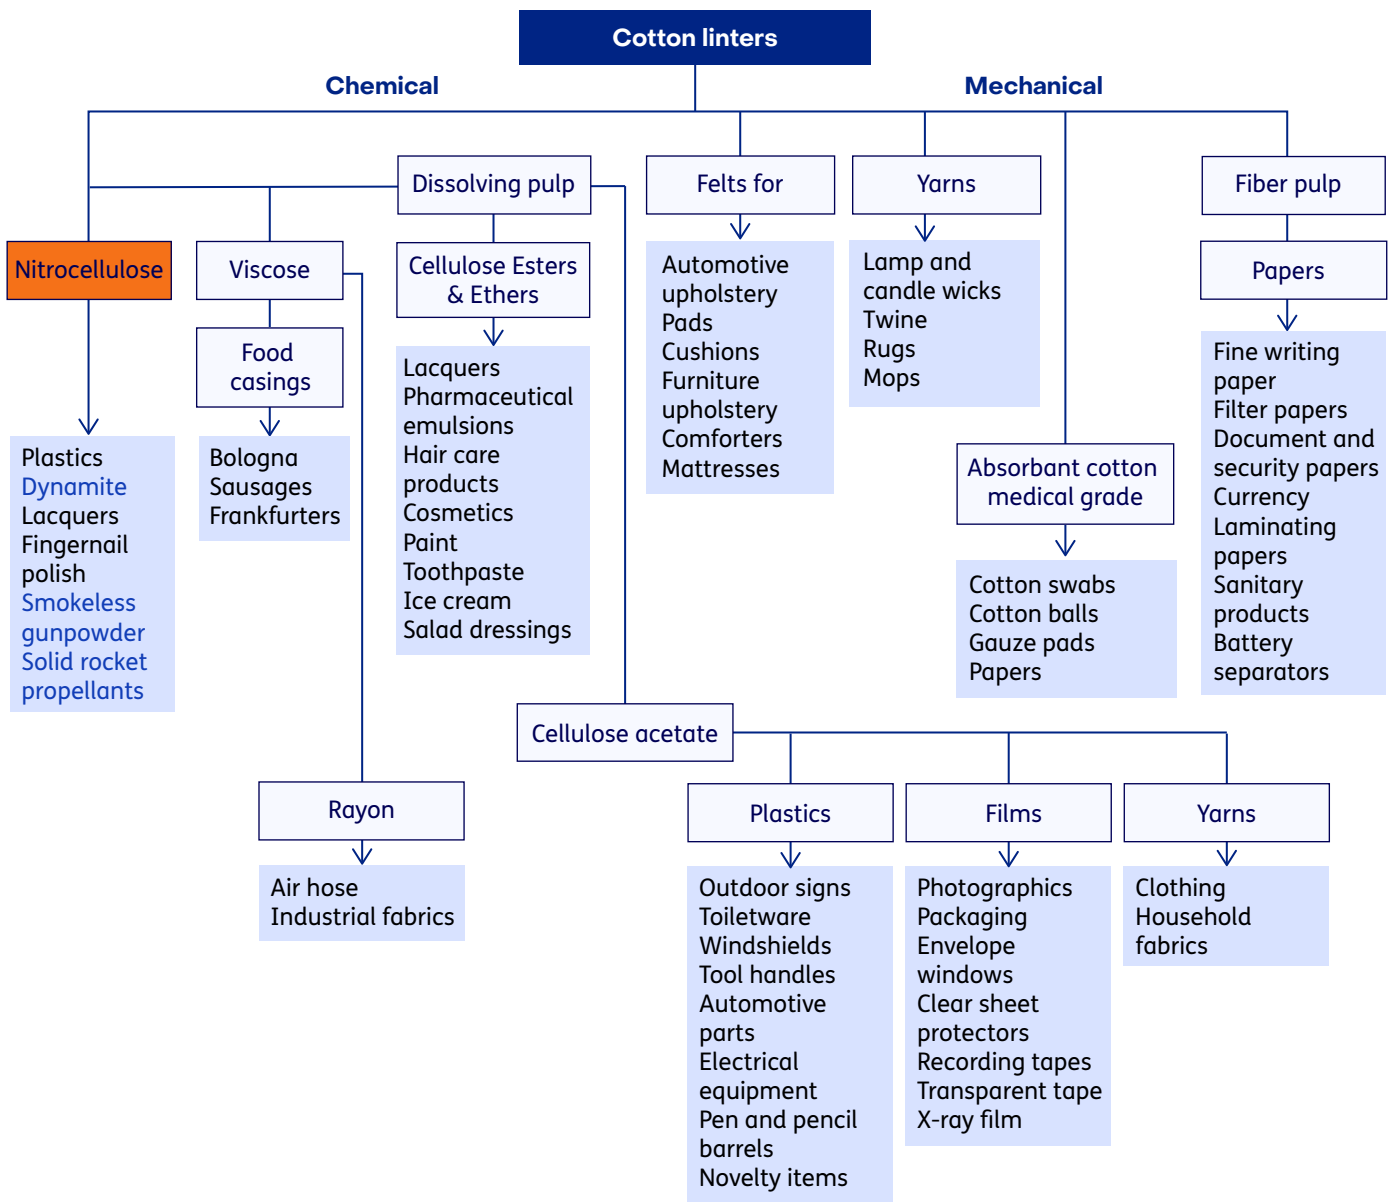 Cotton linters
Chemical
Mechanical
Dissolving pulp
Felts for
Yarns
Fiber pulp
Nitrocellulose
Viscose
Cellulose Esters
& Ethers
Papers
Food
casings
Plastics
Dynamite
Lacquers
Fingernail
polish
Smokeless
gunpowder
Solid rocket
propellants
Bologna
Sausages
Frankfurters
Lacquers
Pharmaceutical
emulsions
Hair care
products
Cosmetics
Paint
Toothpaste
Ice cream
Salad dressings
Automotive
upholstery
Pads
Cushions
Furniture
upholstery
Comforters
Mattresses
Lamp and
candle wicks
Twine
Rugs
Mops
Absorbant cotton
medical grade
Cotton swabs
Cotton balls
Gauze pads
Papers
Fine writing
paper
Filter papers
Document and
security papers
Currency
Laminating
papers
Sanitary
products
Battery
separators
Cellulose acetate
Rayon
Air hose
Industrial fabrics
Plastics
Films
Yarns
Outdoor signs
Toiletware
Windshields
Tool handles
Automotive
parts
Electrical
equipment
Pen and pencil
barrels
Novelty items
Photographics
Packaging
Envelope
windows
Clear sheet
protectors
Recording tapes
Transparent tape
X-ray film
Clothing
Household
fabrics